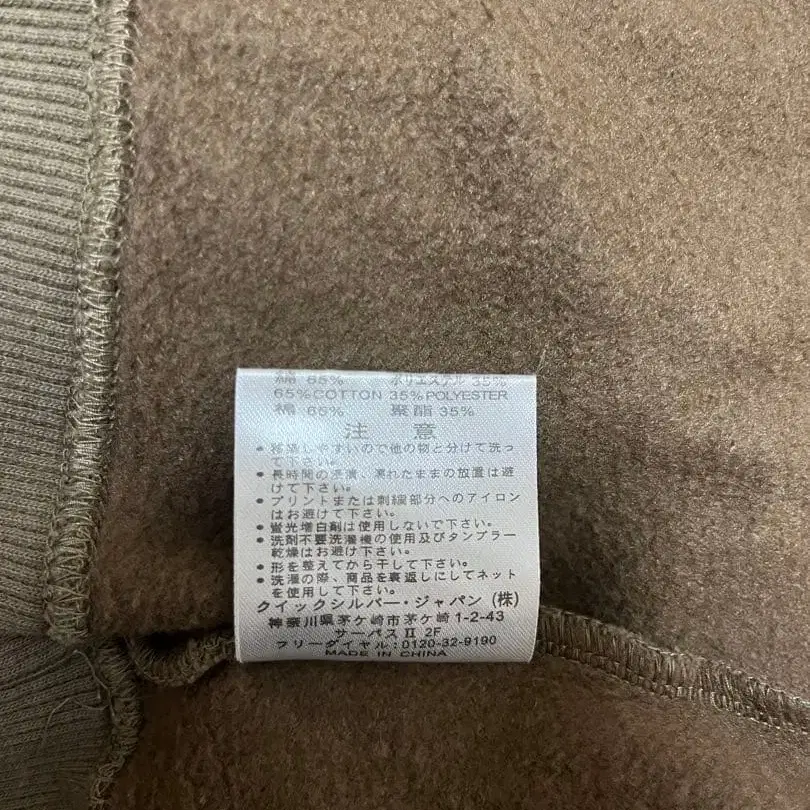 綿 65% ポリエステル 35%
65%COTTON 35%POLYESTER
棉 65% 聚酯 35%
注 意
• 移染しやすいので他の物と分けて洗っ
て下さい。
• 長時間の浸漬、濡れたままの放置は避
けて下さい。
• プリントまたは刺繍部分へのアイロン
はお避けて下さい。
• 蛍光増白剤は使用しないで下さい。
• 洗剤不要洗濯機の使用及びタンブラー
乾燥はお避け下さい。
• 形を整えてから干して下さい。
• 洗濯の際、商品を裏返しにしてネット
を使用して下さい。
クイックシルバー・ジャパン (株)
神奈川県茅ケ崎市茅ケ崎 1-2-43
サーパスⅡ 2F
フリーダイヤル：0120-32-9190
MADE IN CHINA